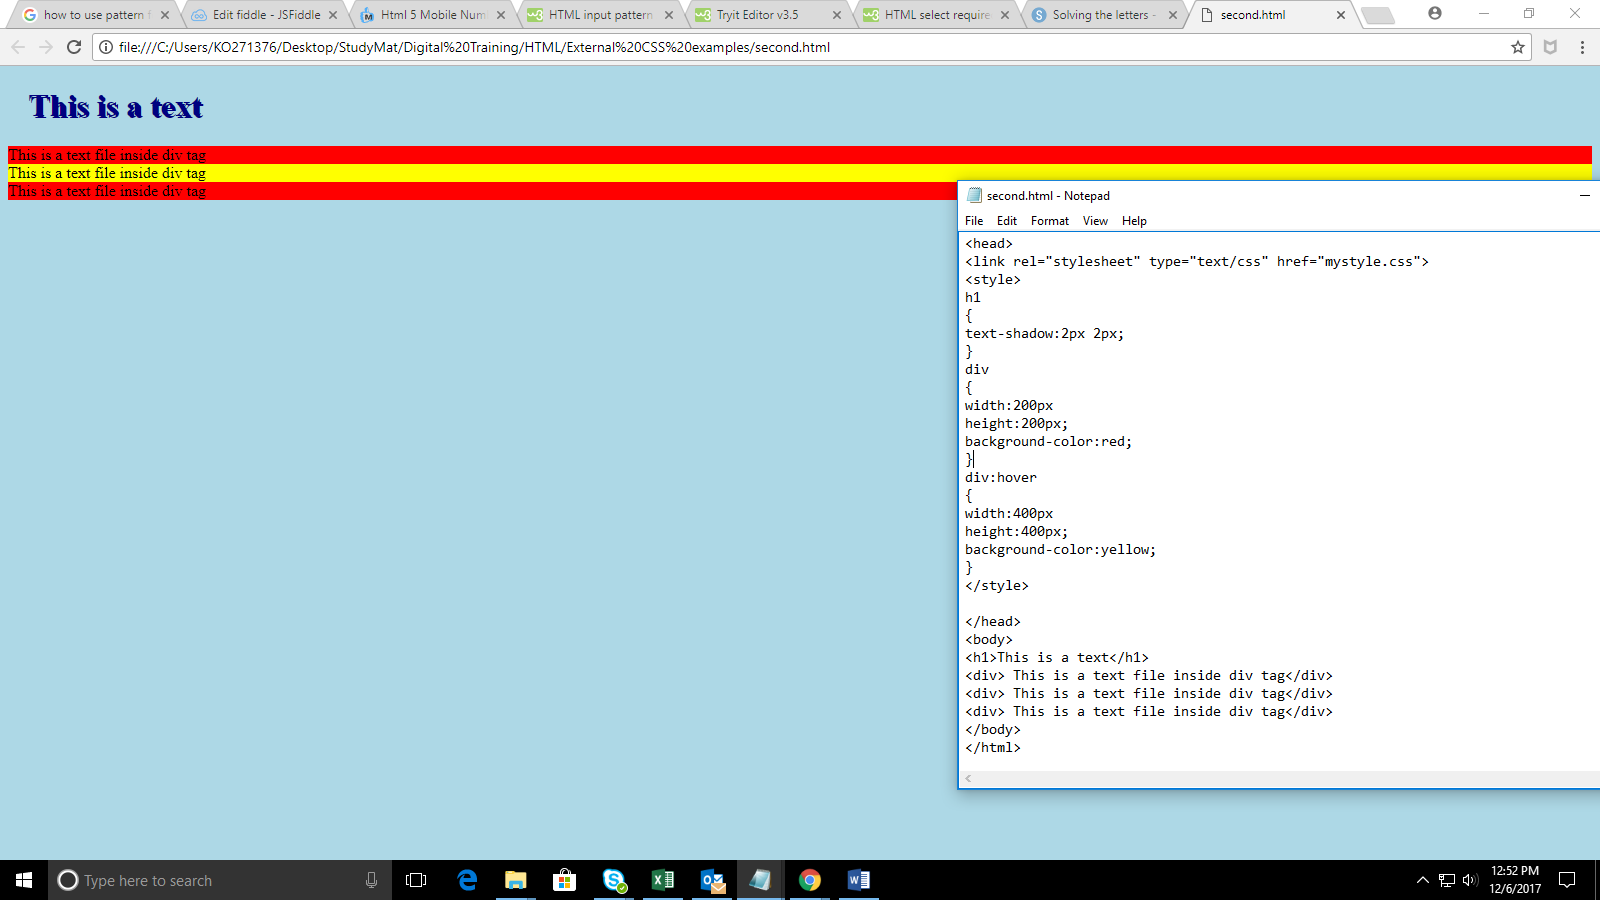 how to use pattern f
Edit fiddle - JSFiddle
Html 5 Mobile Num
HTML input pattern
Tryit Editor v3.5
HTML select require
Solving the letters -
second.html
file:///C:/Users/KO271376/Desktop/StudyMat/Digital%20Training/HTML/External%20CSS%20examples/second.html
This is a text
This is a text file inside div tag
This is a text file inside div tag
This is a text file inside div tag
second.html - Notepad
File Edit Format View Help
<head>
<link rel="stylesheet" type="text/css" href="mystyle.css">
<style>
h1
{
text-shadow:2px 2px;
}
div
{
width:200px
height:200px;
background-color:red;
}
div:hover
{
width:400px
height:400px;
background-color:yellow;
}
</style>
</head>
<body>
<h1>This is a text</h1>
<div> This is a text file inside div tag</div>
<div> This is a text file inside div tag</div>
<div> This is a text file inside div tag</div>
</body>
</html>
Type here to search
12:52 PM
12/6/2017